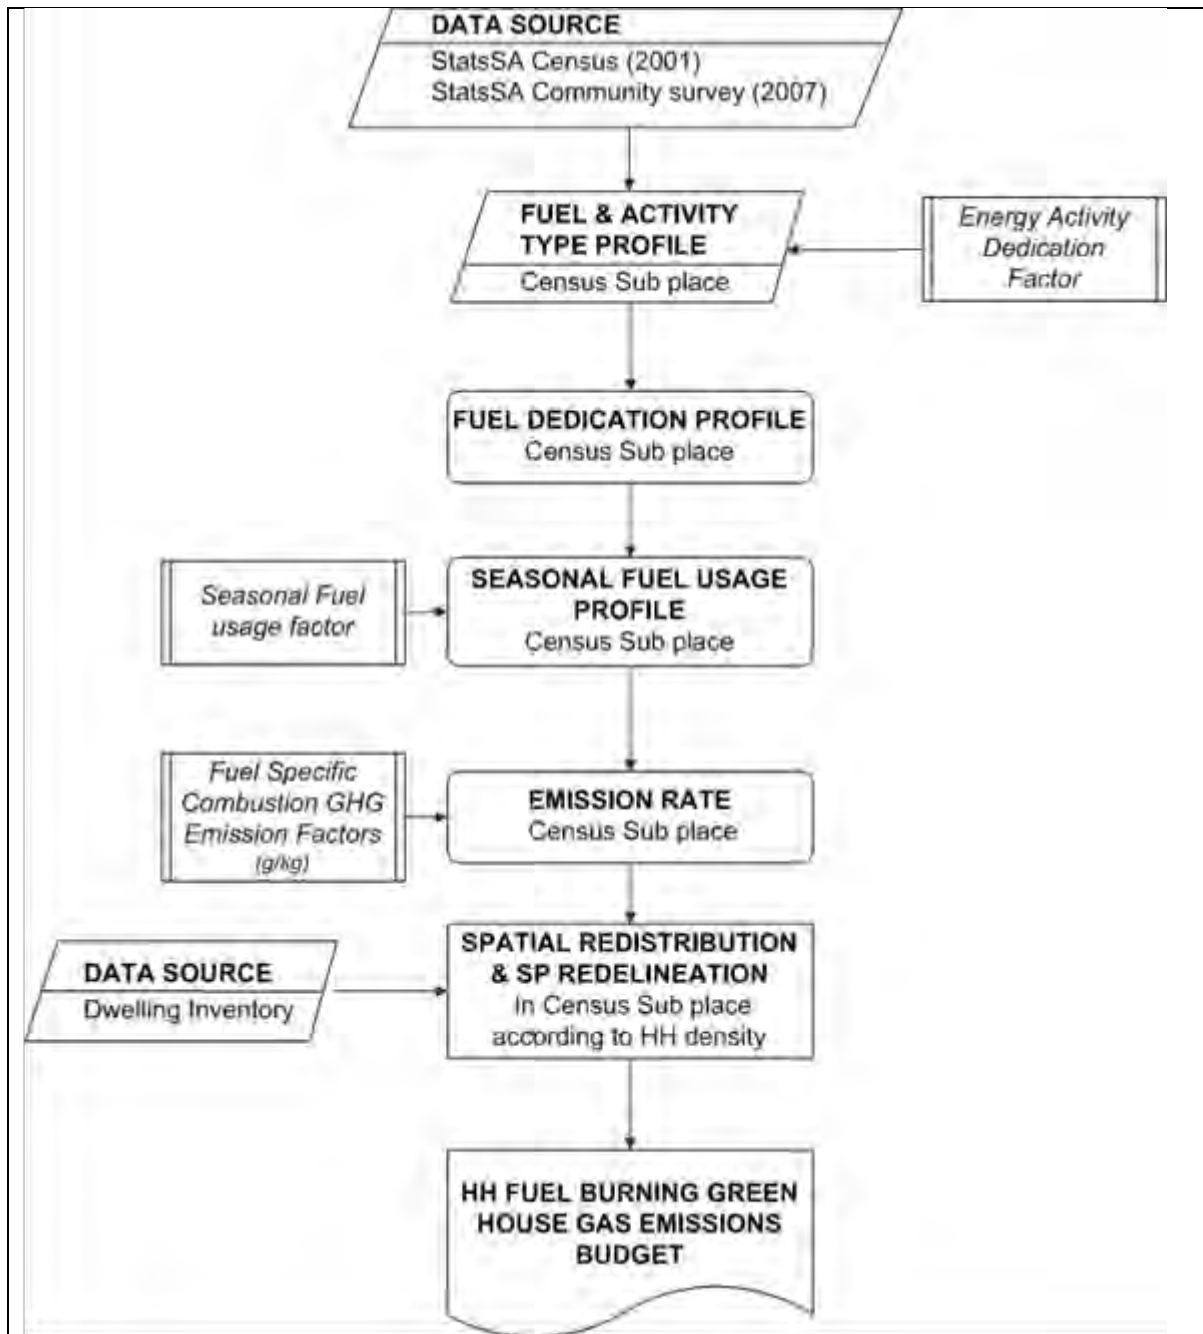 DATA SOURCE
StatsSA Census (2001)
StatsSA Community survey (2007)
FUEL & ACTIVITY
TYPE PROFILE
Census Sub place
Energy Activity
Dedication
Factor
FUEL DEDICATION PROFILE
Census Sub place
Seasonal Fuel
usage factor
SEASONAL FUEL USAGE
PROFILE
Census Sub place
Fuel Specific
Combustion GHG
Emission Factors
(g/kg)
EMISSION RATE
Census Sub place
DATA SOURCE
Dwelling Inventory
SPATIAL REDISTRIBUTION
& SP REDELINEATION
In Census Sub place
according to HH density
HH FUEL BURNING GREEN
HOUSE GAS EMISSIONS
BUDGET